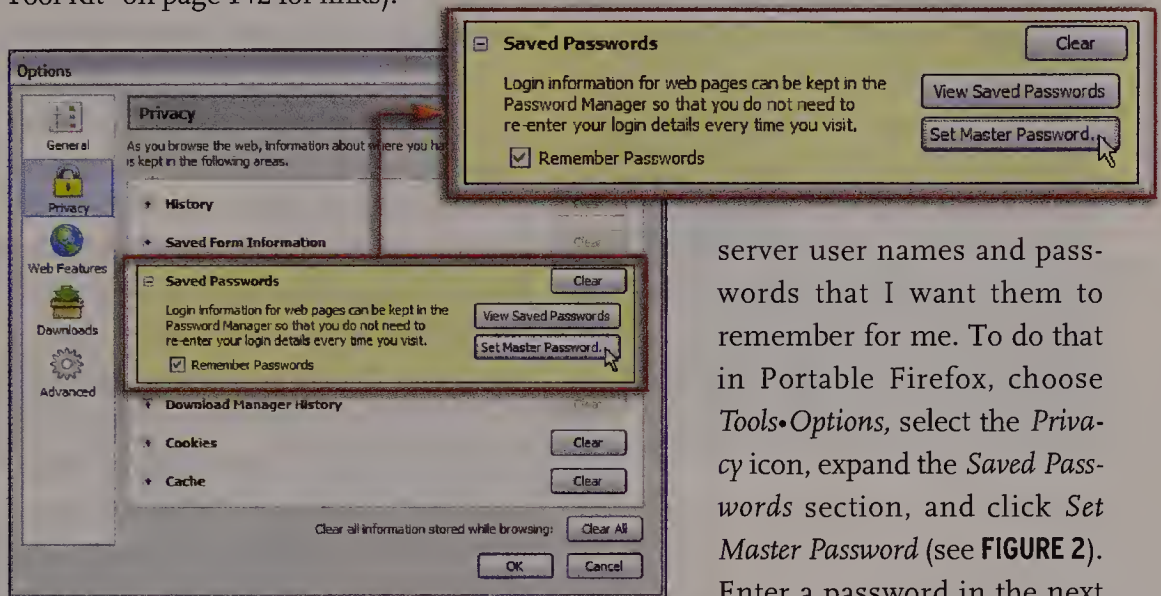 Tool Kit" on page 142 for links).
Saved Passwords
Clear
Login information for web pages can be kept in the
Password Manager so that you do not need to
re-enter your login details every time you visit.
View Saved Passwords
Set Master Password...
Remember Passwords
Options
General
Privacy
Web Features
Downloads
Advanced
Privacy
As you browse the web, information about where you ha
is kept in the following areas.
History
Saved Form Information
Clear
Saved Passwords
Clear
Login information for web pages can be kept in the
Password Manager so that you do not need to
re-enter your login details every time you visit.
View Saved Passwords
Set Master Password...
Remember Passwords
Download Manager History
Clear
Cookies
Clear
Cache
Clear
Clear all information stored while browsing:
Clear All
OK
Cancel
server user names and pass-
words that I want them to
remember for me. To do that
in Portable Firefox, choose
Tools•Options, select the Priva-
cy icon, expand the Saved Pass-
words section, and click Set
Master Password (see FIGURE 2).
Enter a password in the next